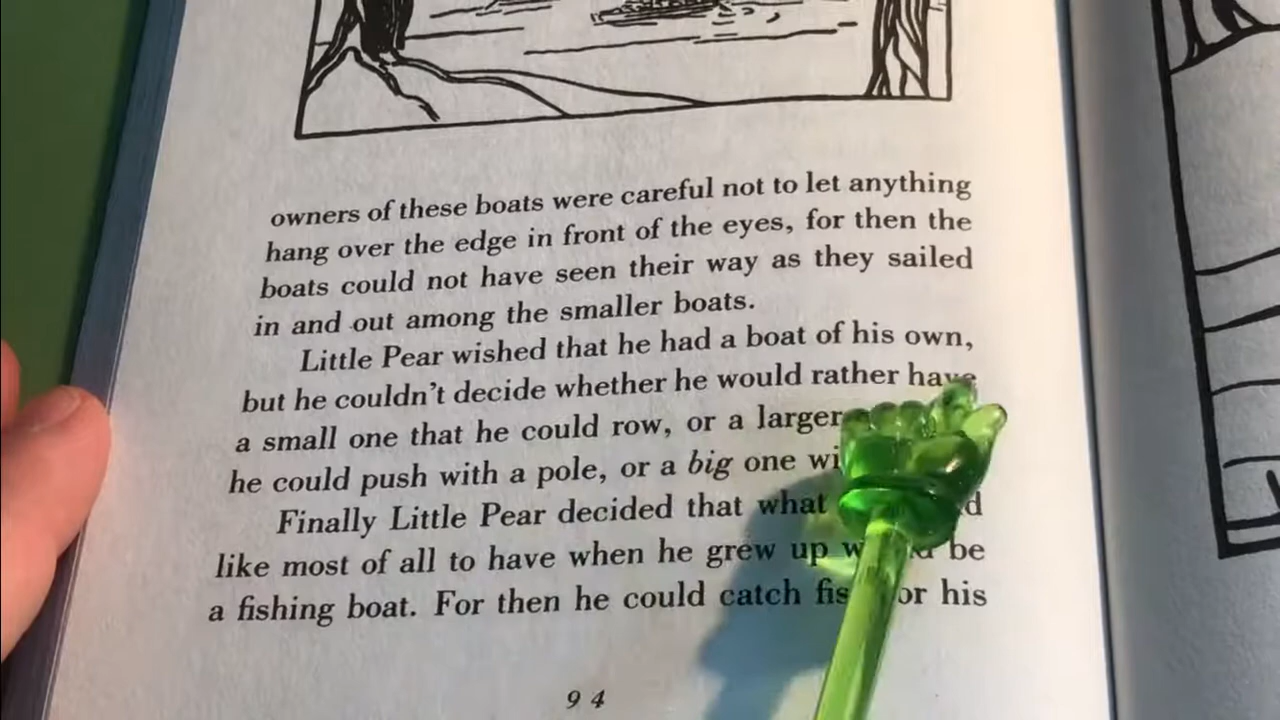 owners of these boats were careful not to let anything
hang over the edge in front of the eyes, for then the
boats could not have seen their way as they sailed
in and out among the smaller boats.
Little Pear wished that he had a boat of his own,
but he couldn't decide whether he would rather have
a small one that he could row, or a larger
he could push with a pole, or a big one
Finally Little Pear decided that what
like most of all to have when he grew up be
a fishing boat. For then he could catch his
94